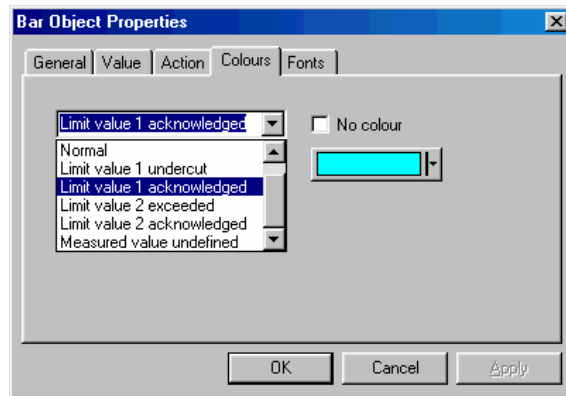 Bar Object Properties
General Value Action Colours Fonts
Limit value 1 acknowledged
No colour
Normal
Limit value 1 undercut
Limit value 1 acknowledged
Limit value 2 exceeded
Limit value 2 acknowledged
Measured value undefined
OK Cancel Apply